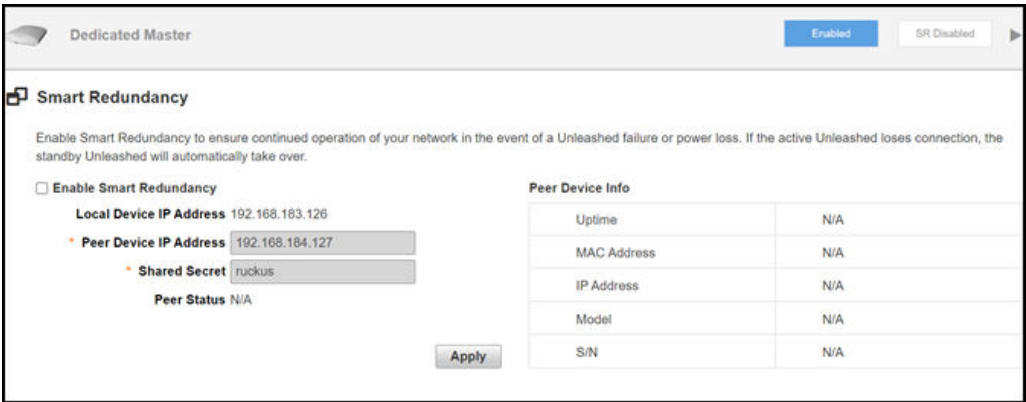 Dedicated Master
Enabled
SR Disabled
Smart Redundancy
Enable Smart Redundancy to ensure continued operation of your network in the event of a Unleashed failure or power loss. If the active Unleashed loses connection, the
standby Unleashed will automatically take over.
Enable Smart Redundancy
Local Device IP Address 192.168.183.126
* Peer Device IP Address 192.168.184.127
* Shared Secret ruckus
Peer Status N/A
Apply
Peer Device Info
Uptime N/A
MAC Address N/A
IP Address N/A
Model N/A
S/N N/A